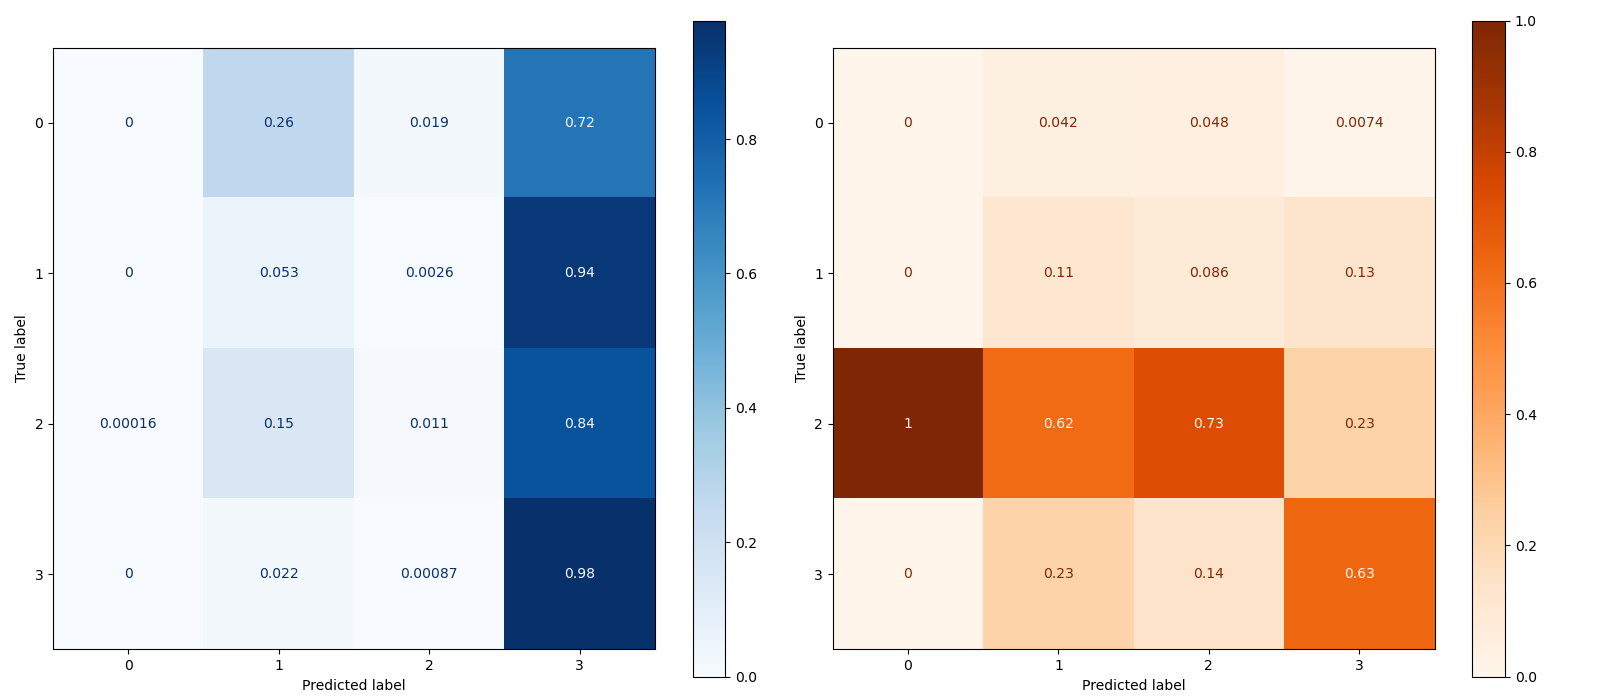 0 0 0.26 0.019 0.72
1 0 0.053 0.0026 0.94
2 0.00016 0.15 0.011 0.84
3 0 0.022 0.00087 0.98
0 1 2 3
True label
Predicted label
0.8
0.6
0.4
0.2
0.0
0 0 0.042 0.048 0.0074
1 0 0.11 0.086 0.13
2 1 0.62 0.73 0.23
3 0 0.23 0.14 0.63
0 1 2 3
True label
Predicted label
1.0
0.8
0.6
0.4
0.2
0.0